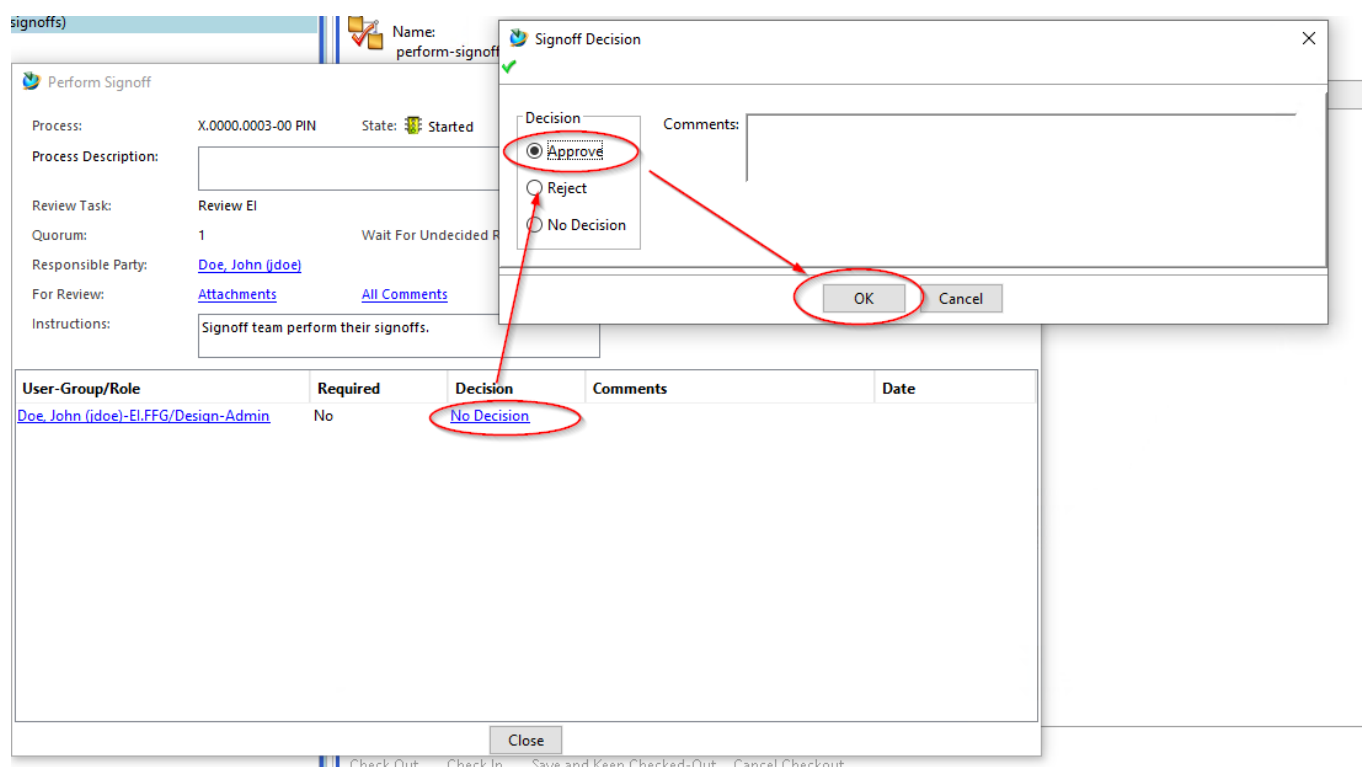 signoffs)
Name:
perform-signoff
Signoff Decision
Perform Signoff
Process: X.0000.0003-00 PIN State: Started
Process Description:
Review Task: Review EI
Quorum: 1 Wait For Undecided R
Responsible Party: Doe, John (jdoe)
For Review: Attachments All Comments
Instructions: Signoff team perform their signoffs.
Decision
Comments:
Approve
Reject
No Decision
OK Cancel
User-Group/Role Required Decision Comments Date
Doe, John (jdoe)-EI.FFG/Design-Admin No No Decision
Close
Check Out Check In Save and Keep Checked-Out Cancel Checkout